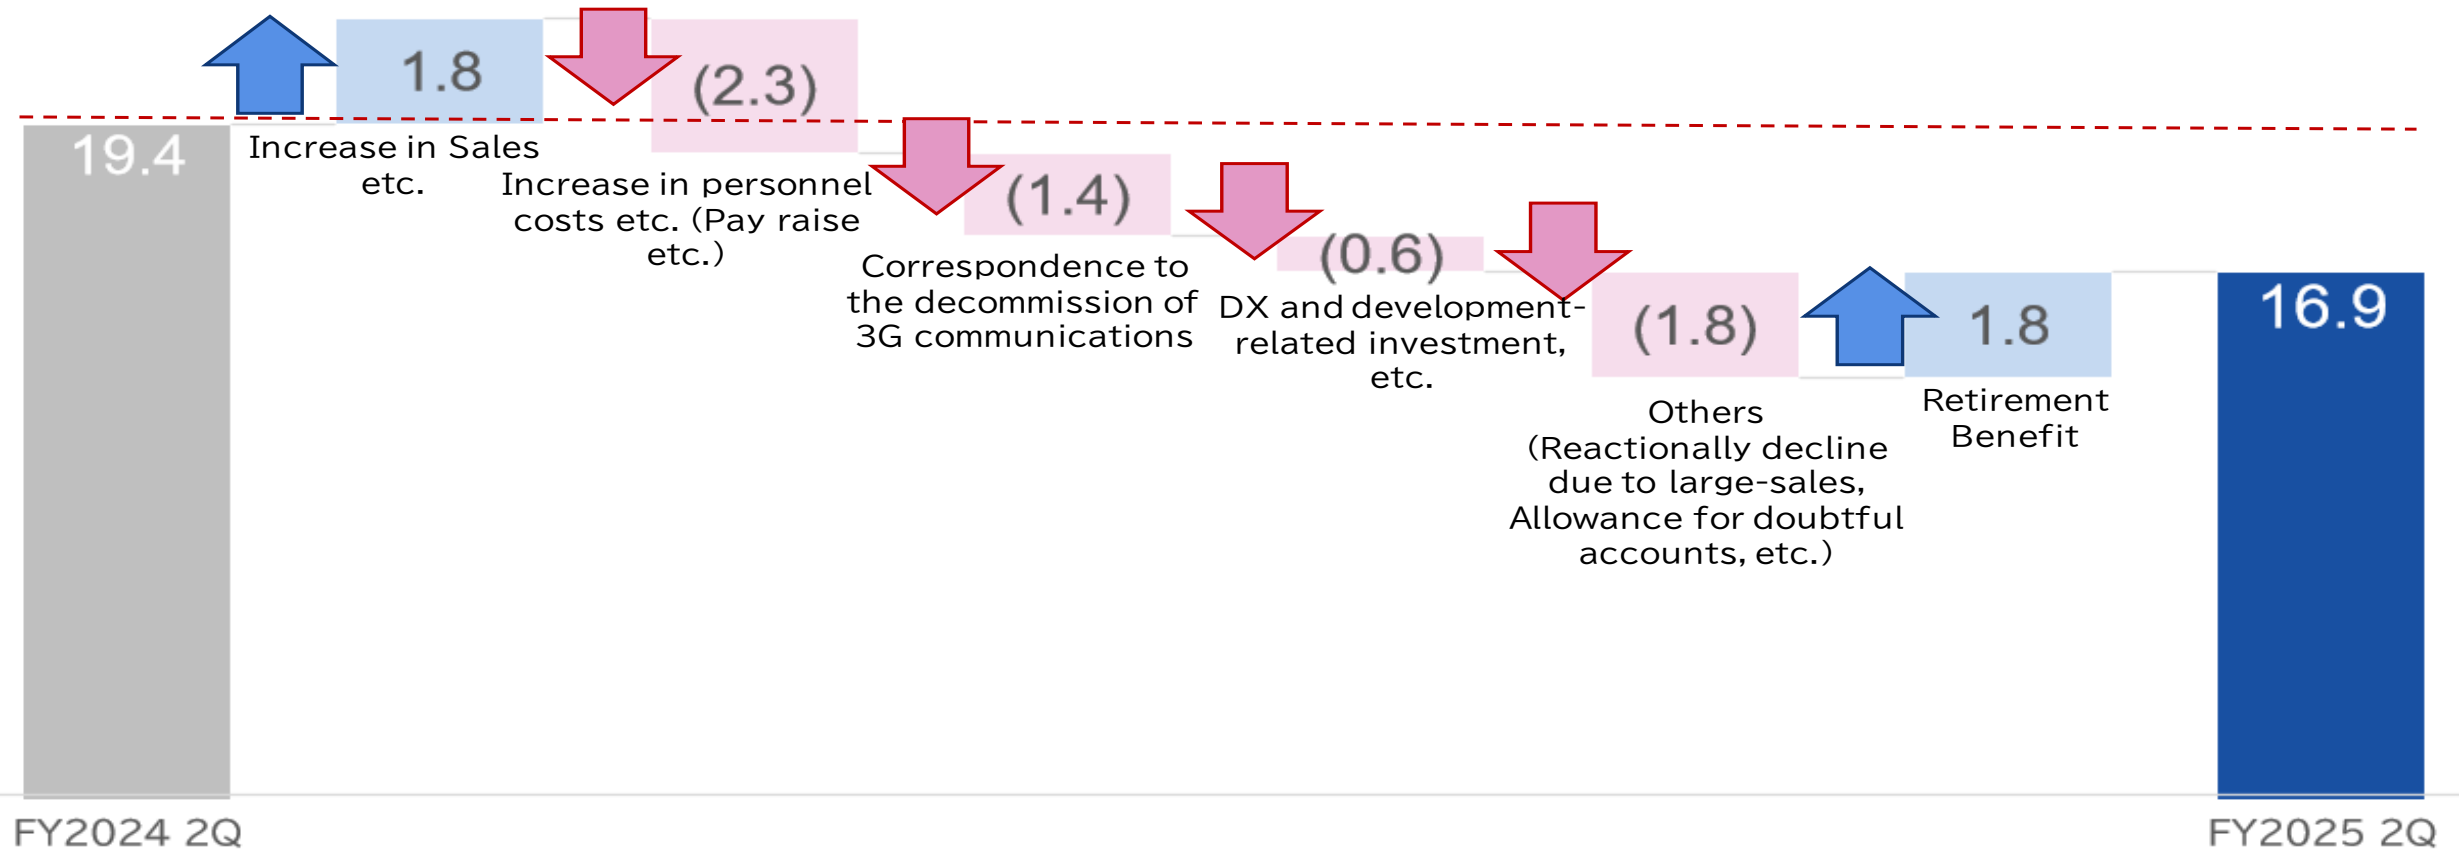 19.4
1.8
Increase in Sales
etc.
(2.3)
Increase in personnel
costs etc. (Pay raise
etc.)
(1.4)
Correspondence to
the decommission of
3G communications
(0.6)
DX and development-
related investment,
etc.
(1.8)
Others
(Reactionally decline
due to large-sales,
Allowance for doubtful
accounts, etc.)
1.8
Retirement
Benefit
16.9
FY2024 2Q
FY2025 2Q